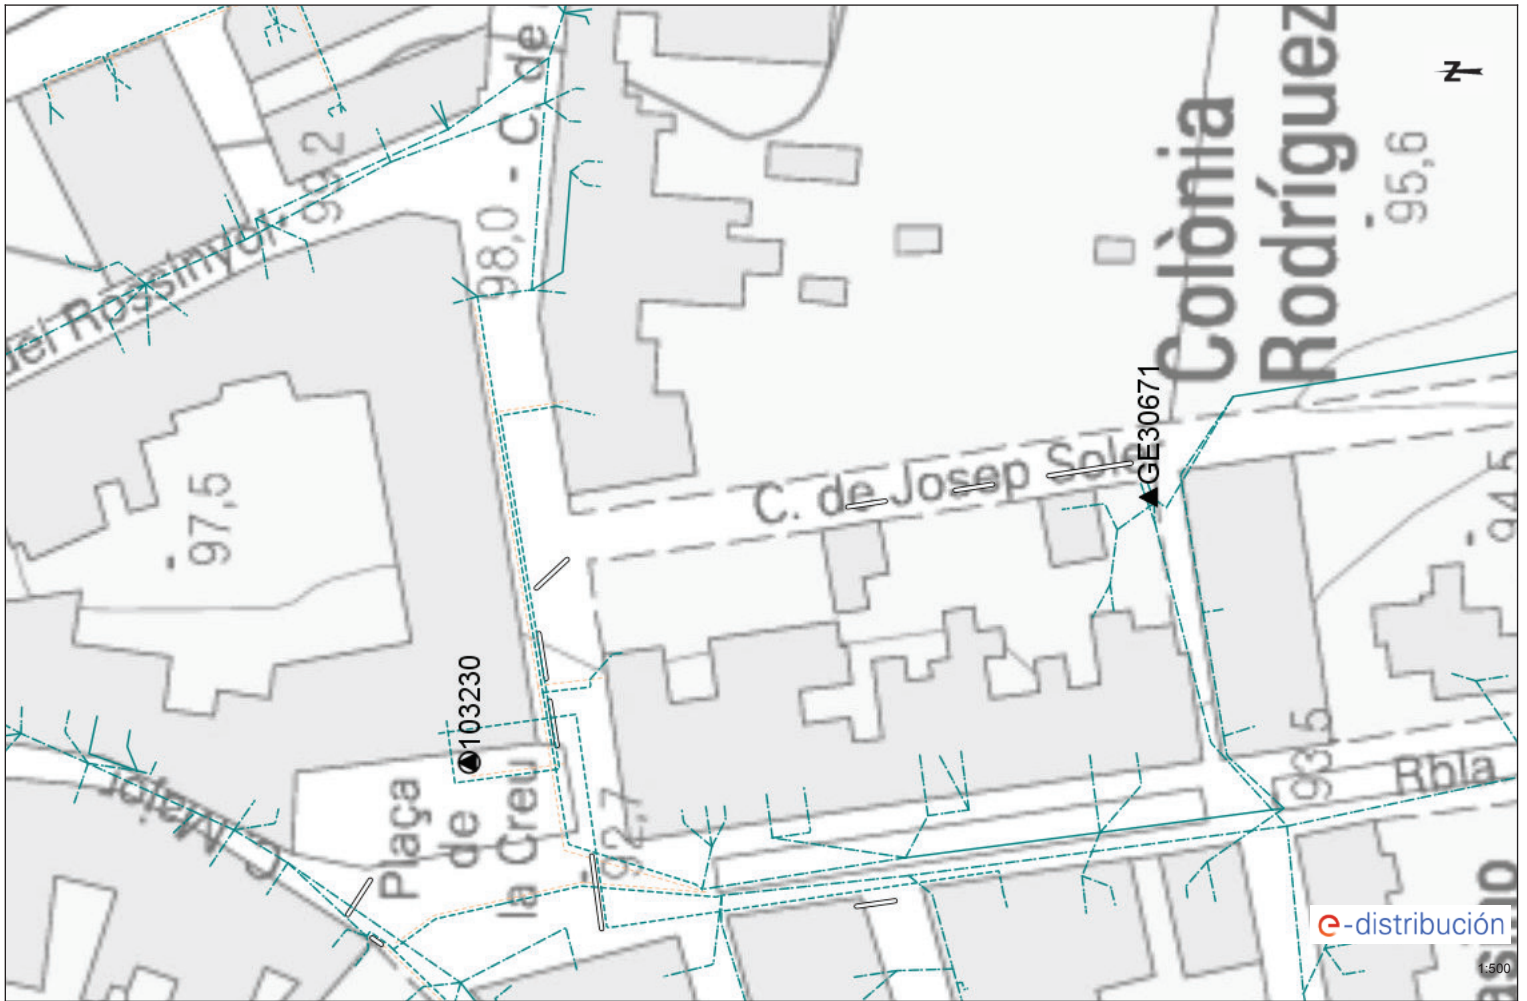 N
98,0 - C. de
99,2
del Rossinyol
Colònia
Rodríguez
95,6
97,5
C. de Josep Sole
GE30671
94,5
103230
C. Major
Plaça
de
la Creu
92,7
93,5
Rbla
e-distribución
1:500